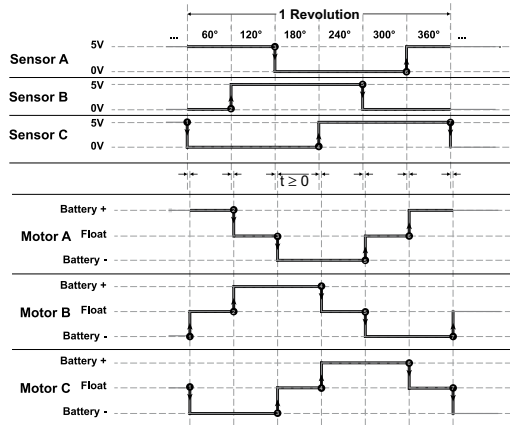 1 Revolution
... 60° 120° 180° 240° 300° 360° ...
Sensor A 5V
0V
Sensor B 5V
0V
Sensor C 5V
0V
t ≥ 0
Battery +
Motor A Float
Battery -
Battery +
Motor B Float
Battery -
Battery +
Motor C Float
Battery -